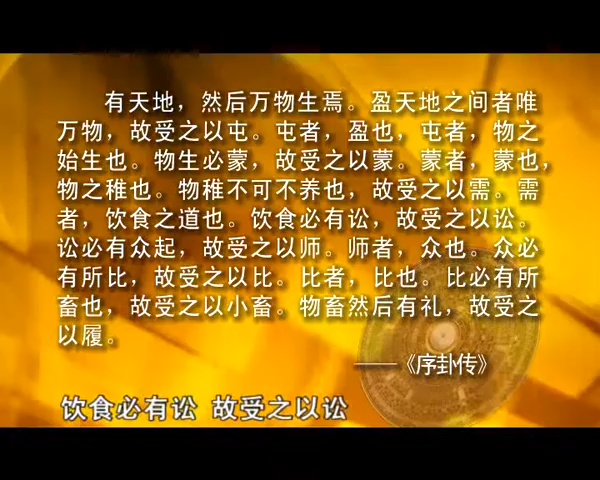 有天地，然后万物生焉。盈天地之间者唯
万物，故受之以屯。屯者，盈也，屯者，物之
始生也。物生必蒙，故受之以蒙。蒙者，蒙也，
物之稚也。物稚不可不养也，故受之以需。需
者，饮食之道也。饮食必有讼，故受之以讼。
讼必有众起，故受之以师。师者，众也。众必
有所比，故受之以比。比者，比也。比必有所
畜也，故受之以小畜。物畜然后有礼，故受之
以履。
——《序卦传》
饮食必有讼 故受之以讼